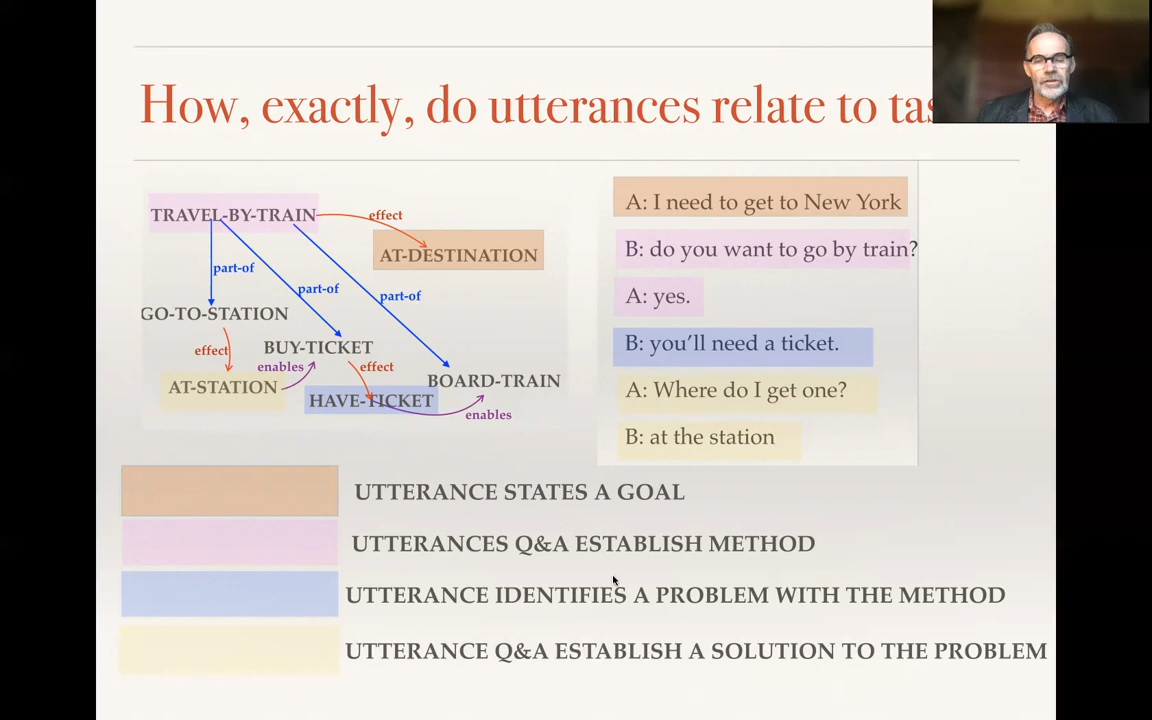 How, exactly, do utterances relate to tas
TRAVEL-BY-TRAIN
effect
AT-DESTINATION
part-of
part-of
part-of
GO-TO-STATION
effect
BUY-TICKET
enables
effect
AT-STATION
HAVE-TICKET
BOARD-TRAIN
enables
A: I need to get to New York
B: do you want to go by train?
A: yes.
B: you’ll need a ticket.
A: Where do I get one?
B: at the station
UTTERANCE STATES A GOAL
UTTERANCES Q&A ESTABLISH METHOD
UTTERANCE IDENTIFIES A PROBLEM WITH THE METHOD
UTTERANCE Q&A ESTABLISH A SOLUTION TO THE PROBLEM